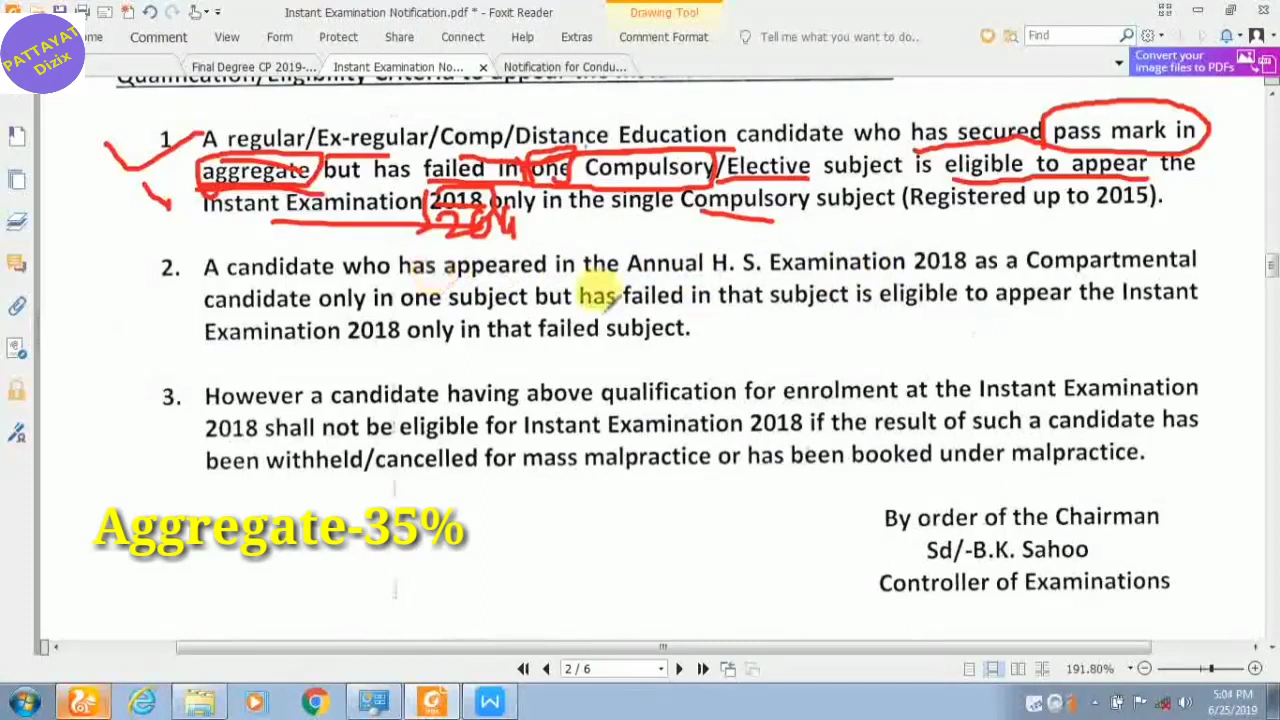 Instant Examination Notification.pdf * - Foxit Reader
Drawing Tool
Comment View Form Protect Share Connect Help Extras Comment Format Tell me what you want to do.. Find
PATTAYAT
Dizix
Final Degree CP 2019-... Instant Examination No... Notification for Condu...
Convert your
image files to PDFs
Qualification/Eligibility Criteria to appear the
1 A regular/Ex-regular/Comp/Distance Education candidate who has secured pass mark in
aggregate but has failed in one Compulsory/Elective subject is eligible to appear the
Instant Examination 2018 only in the single Compulsory subject (Registered up to 2015).
2. A candidate who has appeared in the Annual H. S. Examination 2018 as a Compartmental
candidate only in one subject but has failed in that subject is eligible to appear the Instant
Examination 2018 only in that failed subject.
3. However a candidate having above qualification for enrolment at the Instant Examination
2018 shall not be eligible for Instant Examination 2018 if the result of such a candidate has
been withheld/cancelled for mass malpractice or has been booked under malpractice.
Aggregate-35%
By order of the Chairman
Sd/-B.K. Sahoo
Controller of Examinations
2 / 6
191.80%
5:04 PM
6/25/2019